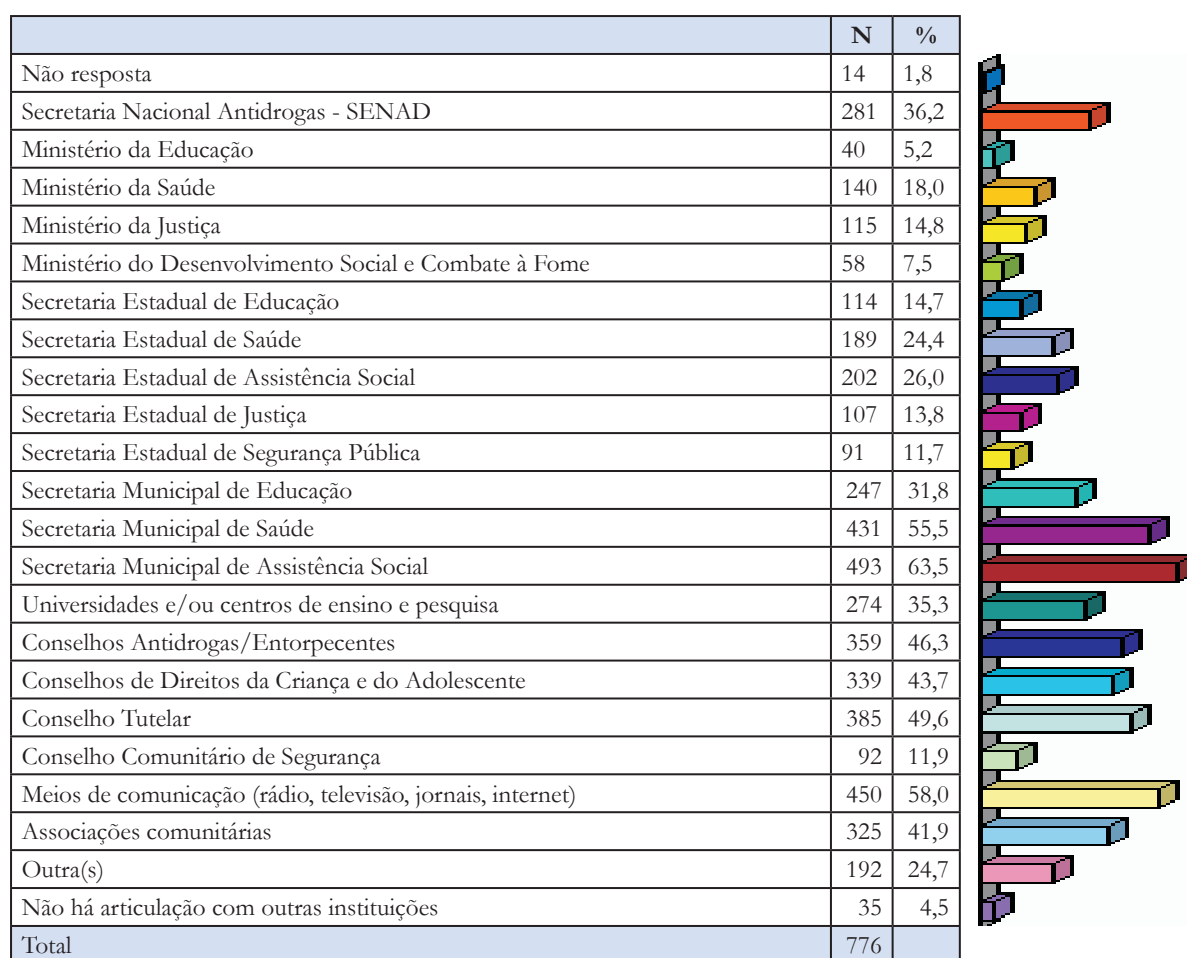 N %
Não resposta 14 1,8
Secretaria Nacional Antidrogas - SENAD 281 36,2
Ministério da Educação 40 5,2
Ministério da Saúde 140 18,0
Ministério da Justiça 115 14,8
Ministério do Desenvolvimento Social e Combate à Fome 58 7,5
Secretaria Estadual de Educação 114 14,7
Secretaria Estadual de Saúde 189 24,4
Secretaria Estadual de Assistência Social 202 26,0
Secretaria Estadual de Justiça 107 13,8
Secretaria Estadual de Segurança Pública 91 11,7
Secretaria Municipal de Educação 247 31,8
Secretaria Municipal de Saúde 431 55,5
Secretaria Municipal de Assistência Social 493 63,5
Universidades e/ou centros de ensino e pesquisa 274 35,3
Conselhos Antidrogas/Entorpecentes 359 46,3
Conselhos de Direitos da Criança e do Adolescente 339 43,7
Conselho Tutelar 385 49,6
Conselho Comunitário de Segurança 92 11,9
Meios de comunicação (rádio, televisão, jornais, internet) 450 58,0
Associações comunitárias 325 41,9
Outra(s) 192 24,7
Não há articulação com outras instituições 35 4,5
Total 776